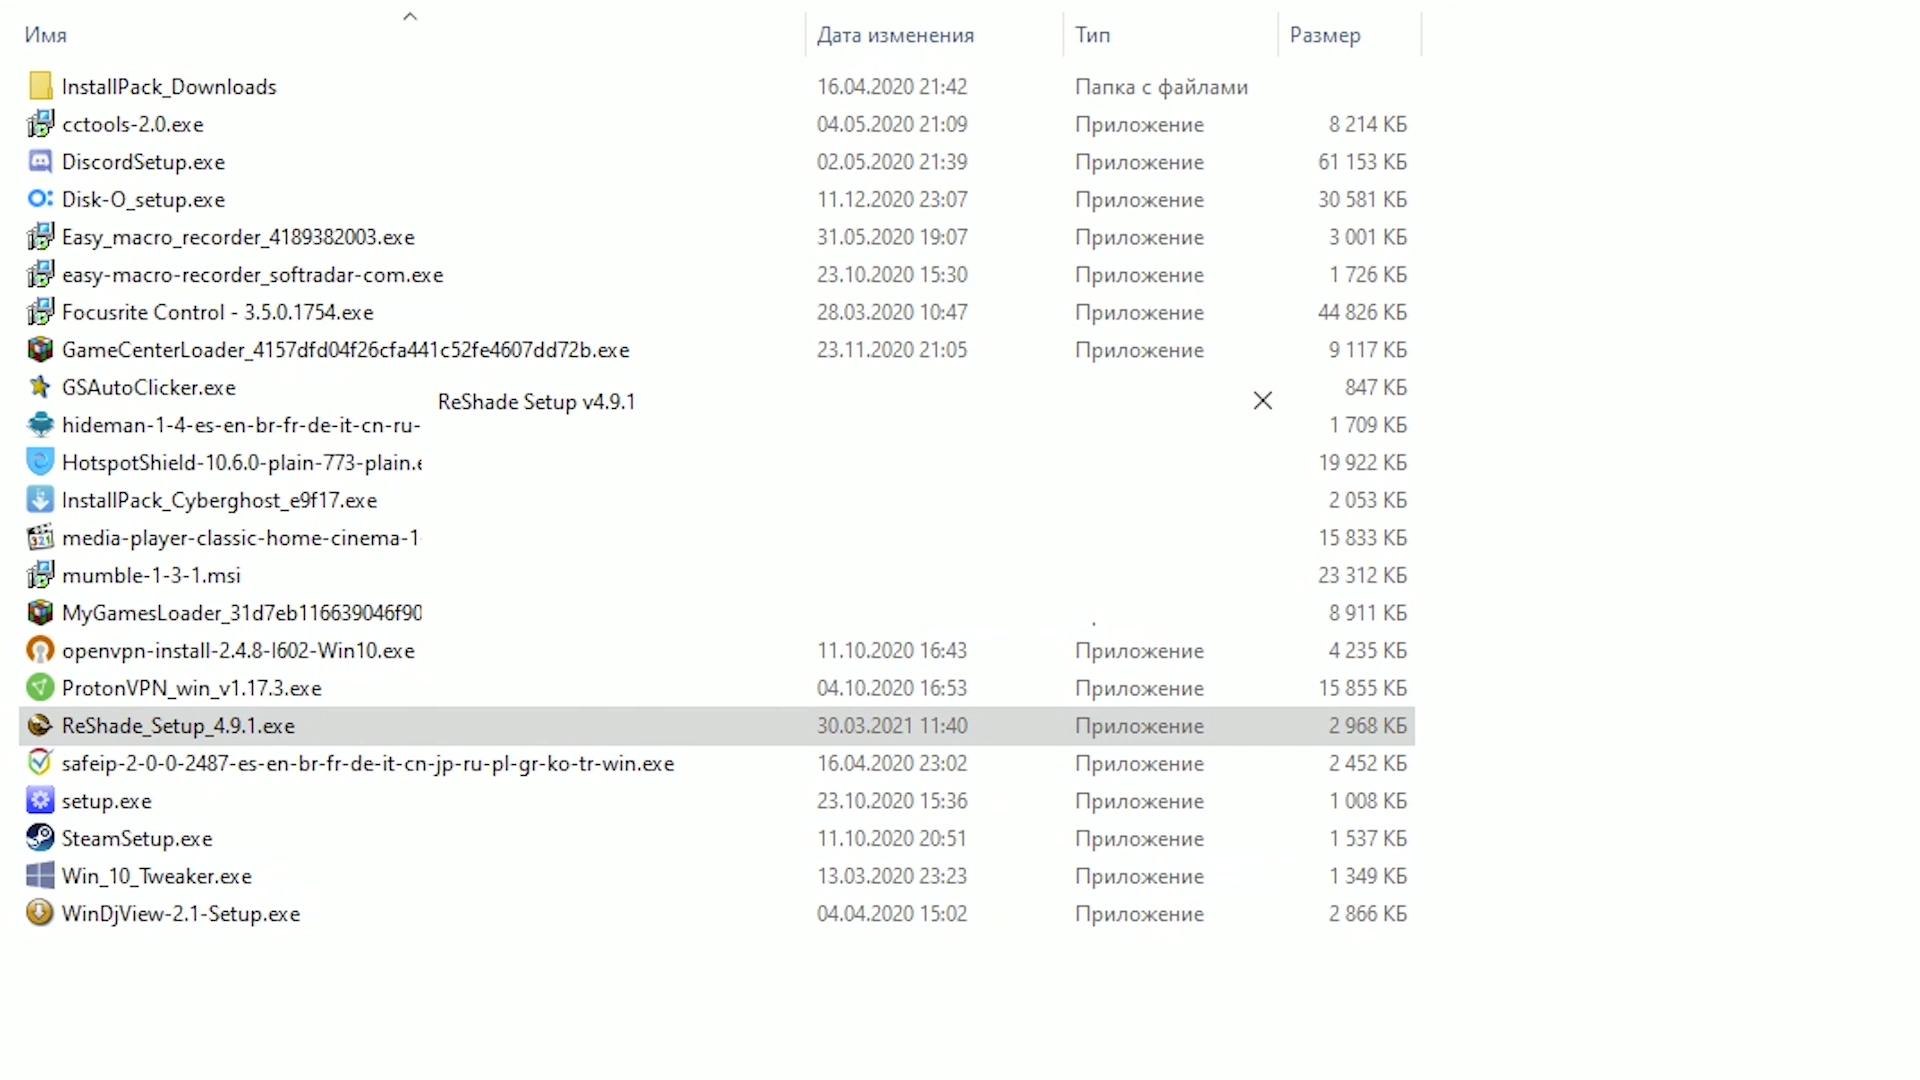 Имя Дата изменения Тип Размер
InstallPack_Downloads 16.04.2020 21:42 Папка с файлами
cctools-2.0.exe 04.05.2020 21:09 Приложение 8 214 КБ
DiscordSetup.exe 02.05.2020 21:39 Приложение 61 153 КБ
Disk-O_setup.exe 11.12.2020 23:07 Приложение 30 581 КБ
Easy_macro_recorder_4189382003.exe 31.05.2020 19:07 Приложение 3 001 КБ
easy-macro-recorder_softradar-com.exe 23.10.2020 15:30 Приложение 1 726 КБ
Focusrite Control - 3.5.0.1754.exe 28.03.2020 10:47 Приложение 44 826 КБ
GameCenterLoader_4157dfd04f26cfa441c52fe4607dd72b.exe 23.11.2020 21:05 Приложение 9 117 КБ
GSAutoClicker.exe 847 КБ
ReShade Setup v4.9.1
hideman-1-4-es-en-br-fr-de-it-cn-ru- 1 709 КБ
HotspotShield-10.6.0-plain-773-plain.e 19 922 КБ
InstallPack_Cyberghost_e9f17.exe 2 053 КБ
media-player-classic-home-cinema-1 15 833 КБ
mumble-1-3-1.msi 23 312 КБ
MyGamesLoader_31d7eb116639046f90 8 911 КБ
openvpn-install-2.4.8-I602-Win10.exe 11.10.2020 16:43 Приложение 4 235 КБ
ProtonVPN_win_v1.17.3.exe 04.10.2020 16:53 Приложение 15 855 КБ
ReShade_Setup_4.9.1.exe 30.03.2021 11:40 Приложение 2 968 КБ
safeip-2-0-0-2487-es-en-br-fr-de-it-cn-jp-ru-pl-gr-ko-tr-win.exe 16.04.2020 23:02 Приложение 2 452 КБ
setup.exe 23.10.2020 15:36 Приложение 1 008 КБ
SteamSetup.exe 11.10.2020 20:51 Приложение 1 537 КБ
Win_10_Tweaker.exe 13.03.2020 23:23 Приложение 1 349 КБ
WinDjView-2.1-Setup.exe 04.04.2020 15:02 Приложение 2 866 КБ